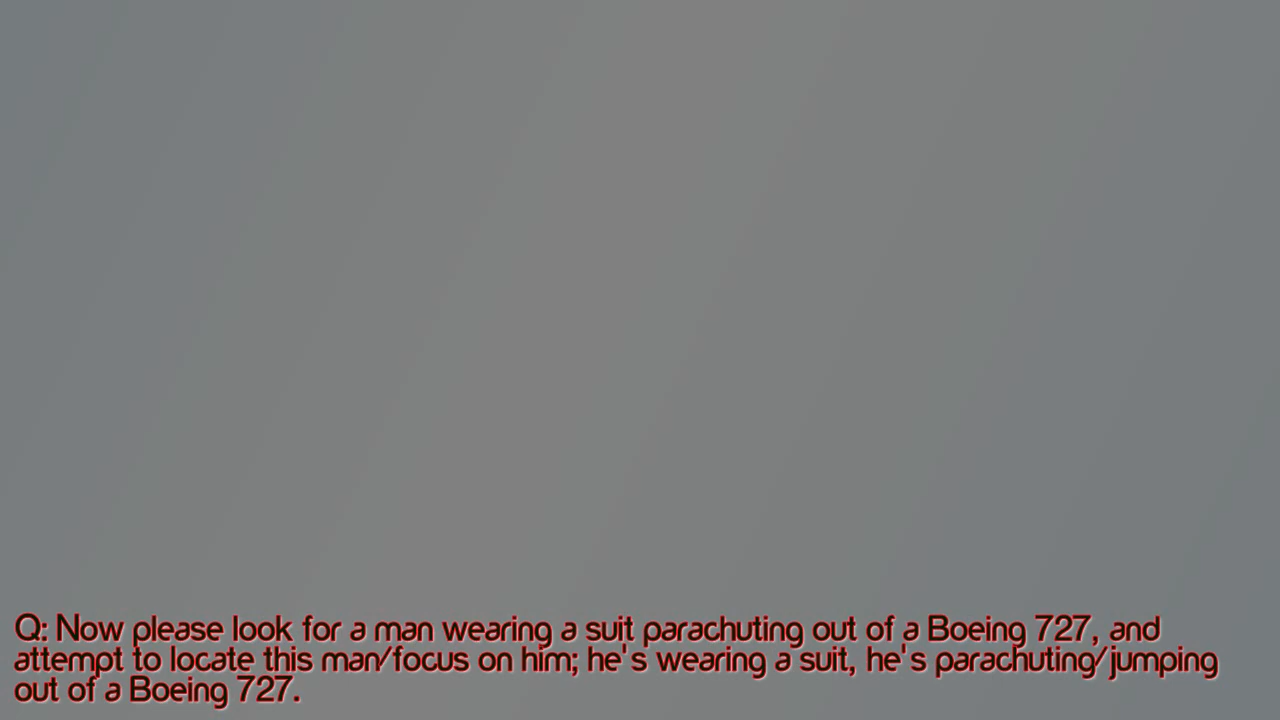 Q: Now please look for a man wearing a suit parachuting out of a Boeing 727, and
attempt to locate this man/focus on him; he's wearing a suit, he's parachuting/jumping
out of a Boeing 727.